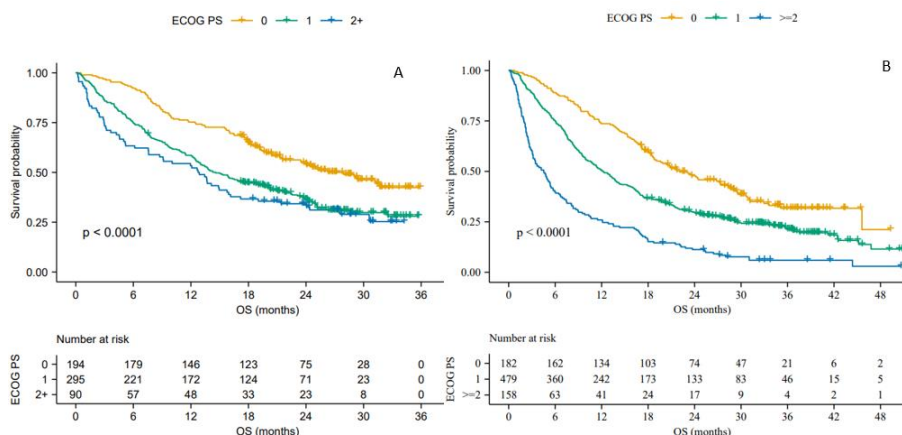 ECOG PS 0 1 2+
A
Survival probability
1.00
0.75
0.50
0.25
0.00
p < 0.0001
0 6 12 18 24 30 36
OS (months)
Number at risk
ECOG PS
0 194 179 146 123 75 28 0
1 295 221 172 124 71 23 0
2+ 90 57 48 33 23 8 0
0 6 12 18 24 30 36
OS (months)
ECOG PS 0 1 >=2
B
Survival probability
1.00
0.75
0.50
0.25
0.00
p < 0.0001
0 6 12 18 24 30 36 42 48
OS (months)
Number at risk
ECOG PS
0 182 162 134 103 74 47 21 6 2
1 479 360 242 173 133 83 46 15 5
>=2 158 63 41 24 17 9 4 2 1
0 6 12 18 24 30 36 42 48
OS (months)